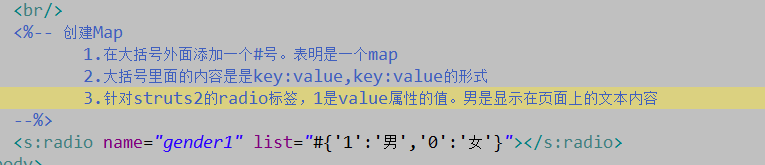 <br/>
<%-- 创建Map
1.在大括号外面添加一个#号。表明是一个map
2.大括号里面的内容是是key:value,key:value的形式
3.针对struts2的radio标签，1是value属性的值。男是显示在页面上的文本内容
--%>
<s:radio name="gender1" list="#{'1':'男','0':'女'}"></s:radio>